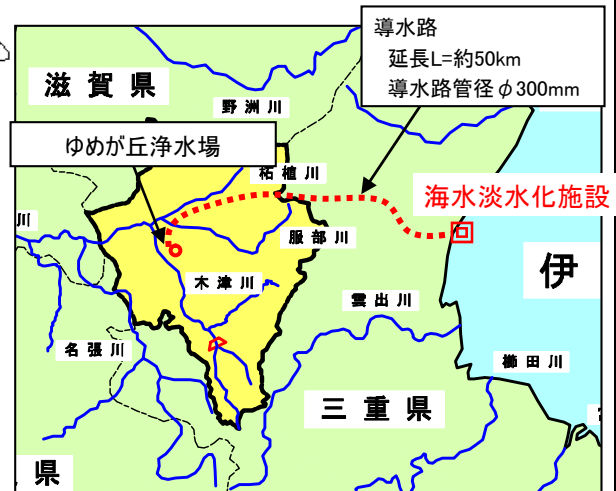 導水路
延長L=約50km
導水路管径φ300mm
滋賀県
野洲川
ゆめが丘浄水場
柘植川
海水淡水化施設
川
服部川
伊
木津川
雲出川
名張川
櫛田川
三重県
県